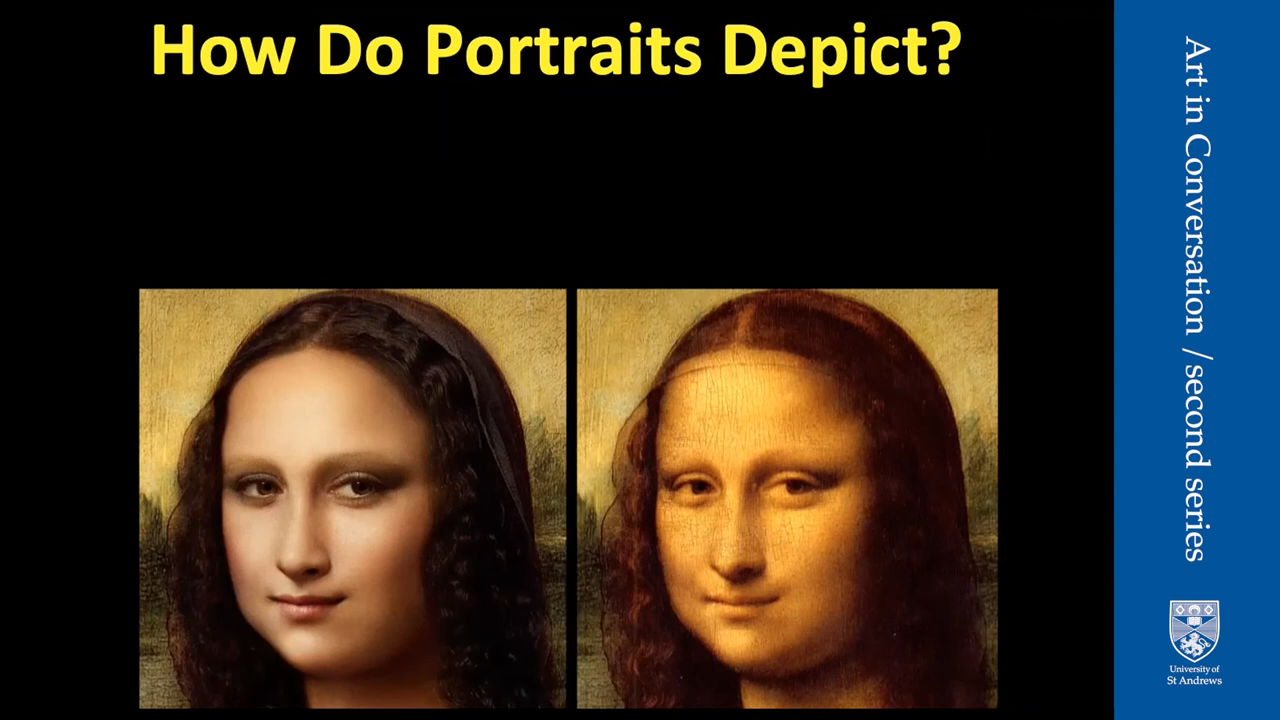 How Do Portraits Depict?
Art in Conversation / second series
University of
St Andrews